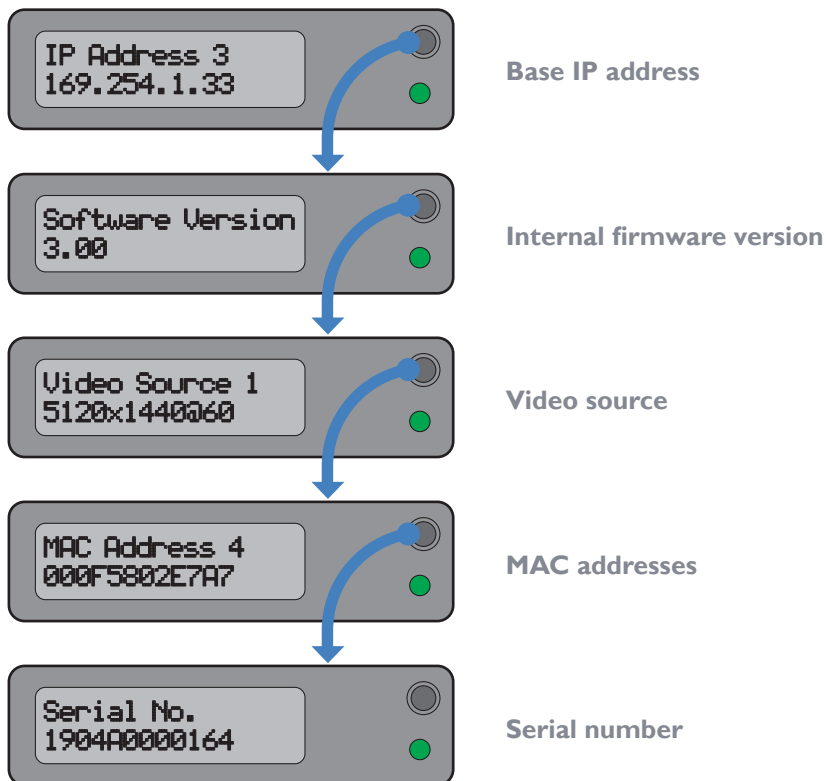 IP Address 3
169.254.1.33
Base IP address
Software Version
3.00
Internal firmware version
Video Source 1
5120x1440@60
Video source
MAC Address 4
000F5802E7A7
MAC addresses
Serial No.
1904A0000164
Serial number